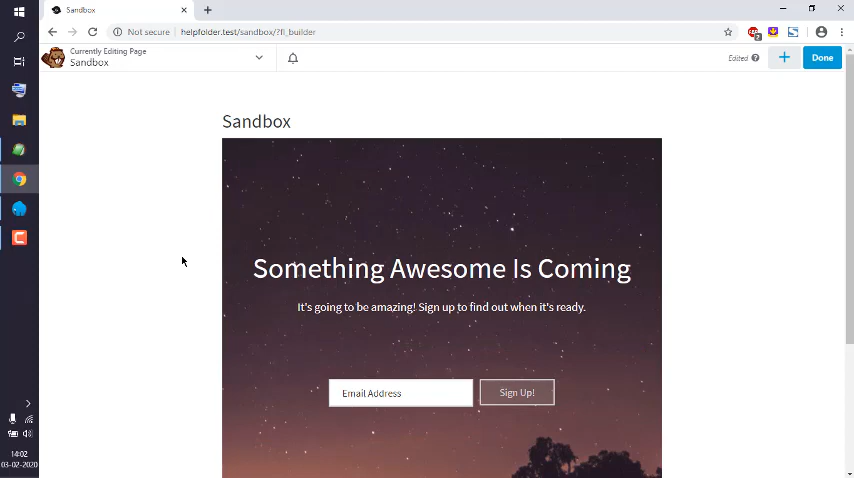 Sandbox
Not secure | helpfolder.test/sandbox/?fl_builder
Currently Editing Page
Sandbox
Edited
Done
Sandbox
Something Awesome Is Coming
It's going to be amazing! Sign up to find out when it's ready.
Email Address
Sign Up!
14:02
03-02-2020